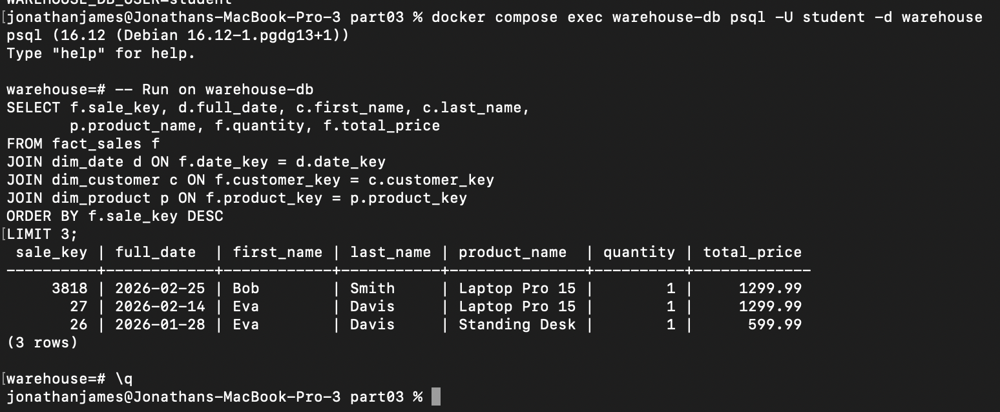 WAREHOUSE_DB_USER=student
[jonathanjames@Jonathans-MacBook-Pro-3 part03 % docker compose exec warehouse-db psql -U student -d warehouse
psql (16.12 (Debian 16.12-1.pgdg13+1))
Type "help" for help.
warehouse=# -- Run on warehouse-db
SELECT f.sale_key, d.full_date, c.first_name, c.last_name,
       p.product_name, f.quantity, f.total_price
FROM fact_sales f
JOIN dim_date d ON f.date_key = d.date_key
JOIN dim_customer c ON f.customer_key = c.customer_key
JOIN dim_product p ON f.product_key = p.product_key
ORDER BY f.sale_key DESC
[LIMIT 3;
 sale_key | full_date  | first_name | last_name | product_name  | quantity | total_price
----------+------------+------------+-----------+---------------+----------+-------------
     3818 | 2026-02-25 | Bob        | Smith     | Laptop Pro 15 |        1 |     1299.99
       27 | 2026-02-14 | Eva        | Davis     | Laptop Pro 15 |        1 |     1299.99
       26 | 2026-01-28 | Eva        | Davis     | Standing Desk |        1 |      599.99
(3 rows)
[warehouse=# \q
jonathanjames@Jonathans-MacBook-Pro-3 part03 %